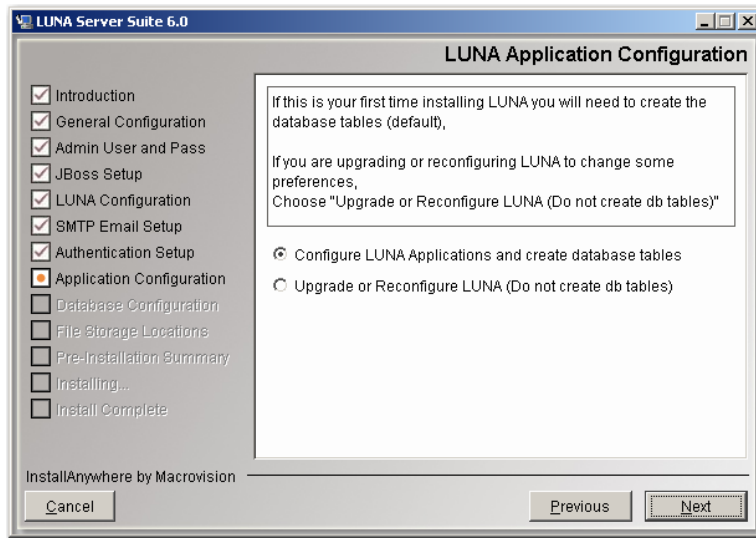 LUNA Server Suite 6.0
LUNA Application Configuration
Introduction
General Configuration
Admin User and Pass
JBoss Setup
LUNA Configuration
SMTP Email Setup
Authentication Setup
Application Configuration
Database Configuration
File Storage Locations
Pre-Installation Summary
Installing...
Install Complete
If this is your first time installing LUNA you will need to create the
database tables (default),
If you are upgrading or reconfiguring LUNA to change some
preferences,
Choose "Upgrade or Reconfigure LUNA (Do not create db tables)"
Configure LUNA Applications and create database tables
Upgrade or Reconfigure LUNA (Do not create db tables)
InstallAnywhere by Macrovision
Cancel
Previous
Next